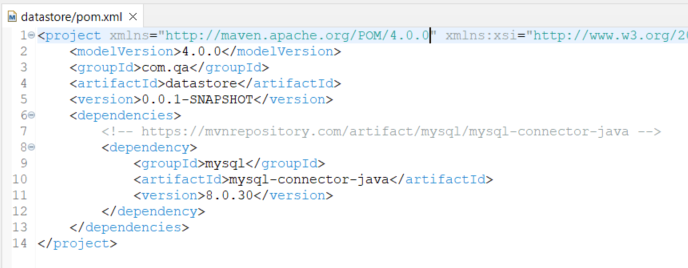 datastore/pom.xml
1 <project xmlns="http://maven.apache.org/POM/4.0.0" xmlns:xsi="http://www.w3.org/20
2 <modelVersion>4.0.0</modelVersion>
3 <groupId>com.qa</groupId>
4 <artifactId>datastore</artifactId>
5 <version>0.0.1-SNAPSHOT</version>
6 <dependencies>
7 <!-- https://mvnrepository.com/artifact/mysql/mysql-connector-java -->
8 <dependency>
9 <groupId>mysql</groupId>
10 <artifactId>mysql-connector-java</artifactId>
11 <version>8.0.30</version>
12 </dependency>
13 </dependencies>
14 </project>